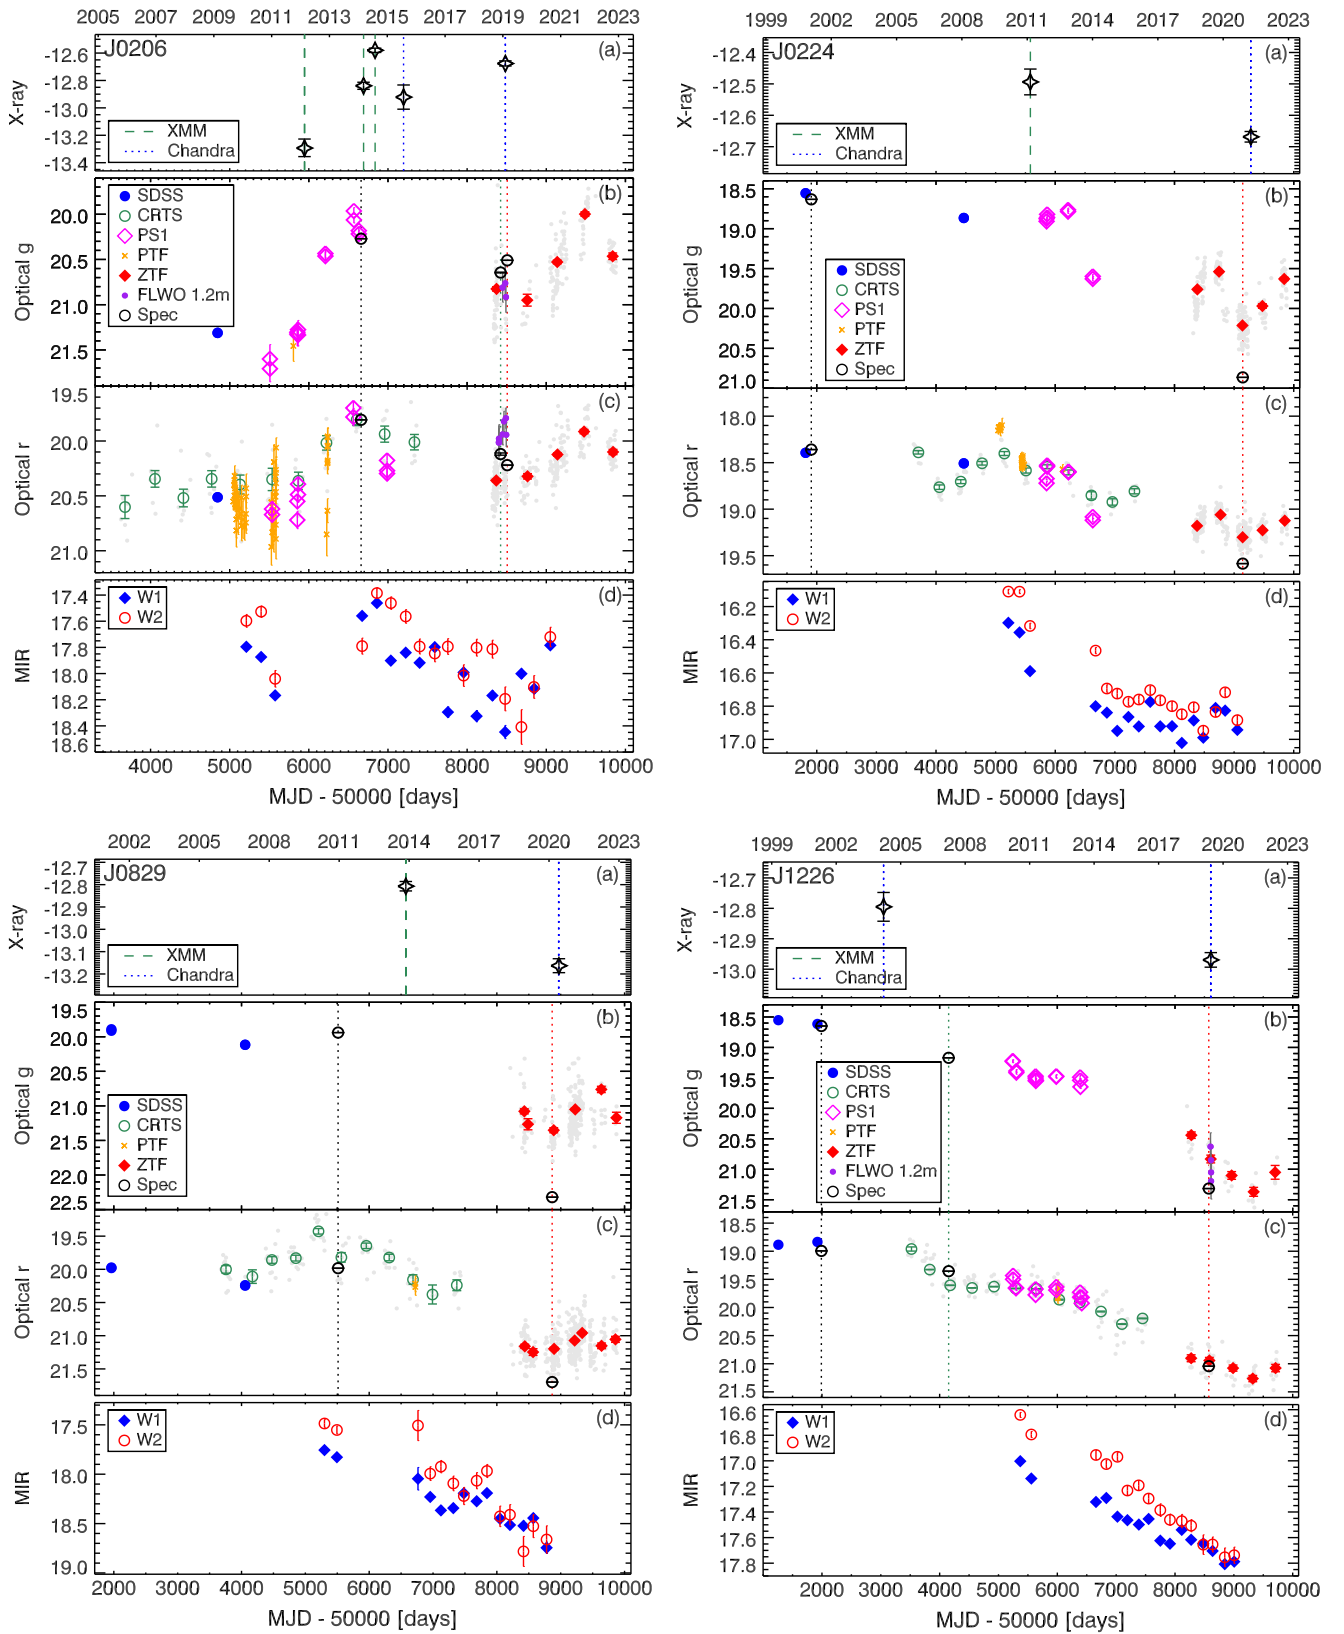 2005 2007 2009 2011 2013 2015 2017 2019 2021 2023
J0206
(a)
X-ray
-12.6
-12.8
-13.0
-13.2
-13.4
XMM
Chandra
(b)
Optical g
20.0
20.5
21.0
21.5
SDSS
CRTS
PS1
PTF
ZTF
FLWO 1.2m
Spec
(c)
Optical r
19.5
20.0
20.5
21.0
(d)
MIR
17.4
17.6
17.8
18.0
18.2
18.4
18.6
W1
W2
4000 5000 6000 7000 8000 9000 10000
MJD - 50000 [days]
1999 2002 2005 2008 2011 2014 2017 2020 2023
J0224
(a)
X-ray
-12.4
-12.5
-12.6
-12.7
XMM
Chandra
(b)
Optical g
18.5
19.0
19.5
20.0
20.5
21.0
SDSS
CRTS
PS1
PTF
ZTF
Spec
(c)
Optical r
18.0
18.5
19.0
19.5
(d)
MIR
16.2
16.4
16.6
16.8
17.0
W1
W2
2000 4000 6000 8000 10000
MJD - 50000 [days]
2002 2005 2008 2011 2014 2017 2020 2023
J0829
(a)
X-ray
-12.7
-12.8
-12.9
-13.0
-13.1
-13.2
XMM
Chandra
(b)
Optical g
19.5
20.0
20.5
21.0
21.5
22.0
22.5
SDSS
CRTS
PTF
ZTF
Spec
(c)
Optical r
19.5
20.0
20.5
21.0
21.5
(d)
MIR
17.5
18.0
18.5
19.0
W1
W2
2000 3000 4000 5000 6000 7000 8000 9000 10000
MJD - 50000 [days]
1999 2002 2005 2007 2010 2013 2017 2020 2023
J1226
(a)
X-ray
-12.7
-12.8
-12.9
-13.0
XMM
Chandra
(b)
Optical g
18.5
19.0
19.5
20.0
20.5
21.0
21.5
SDSS
CRTS
PS1
PTF
ZTF
FLWO 1.2m
Spec
(c)
Optical r
18.5
19.0
19.5
20.0
20.5
21.0
21.5
(d)
MIR
16.6
16.8
17.0
17.2
17.4
17.6
17.8
W1
W2
2000 3000 4000 5000 6000 7000 8000 9000 10000
MJD - 50000 [days]